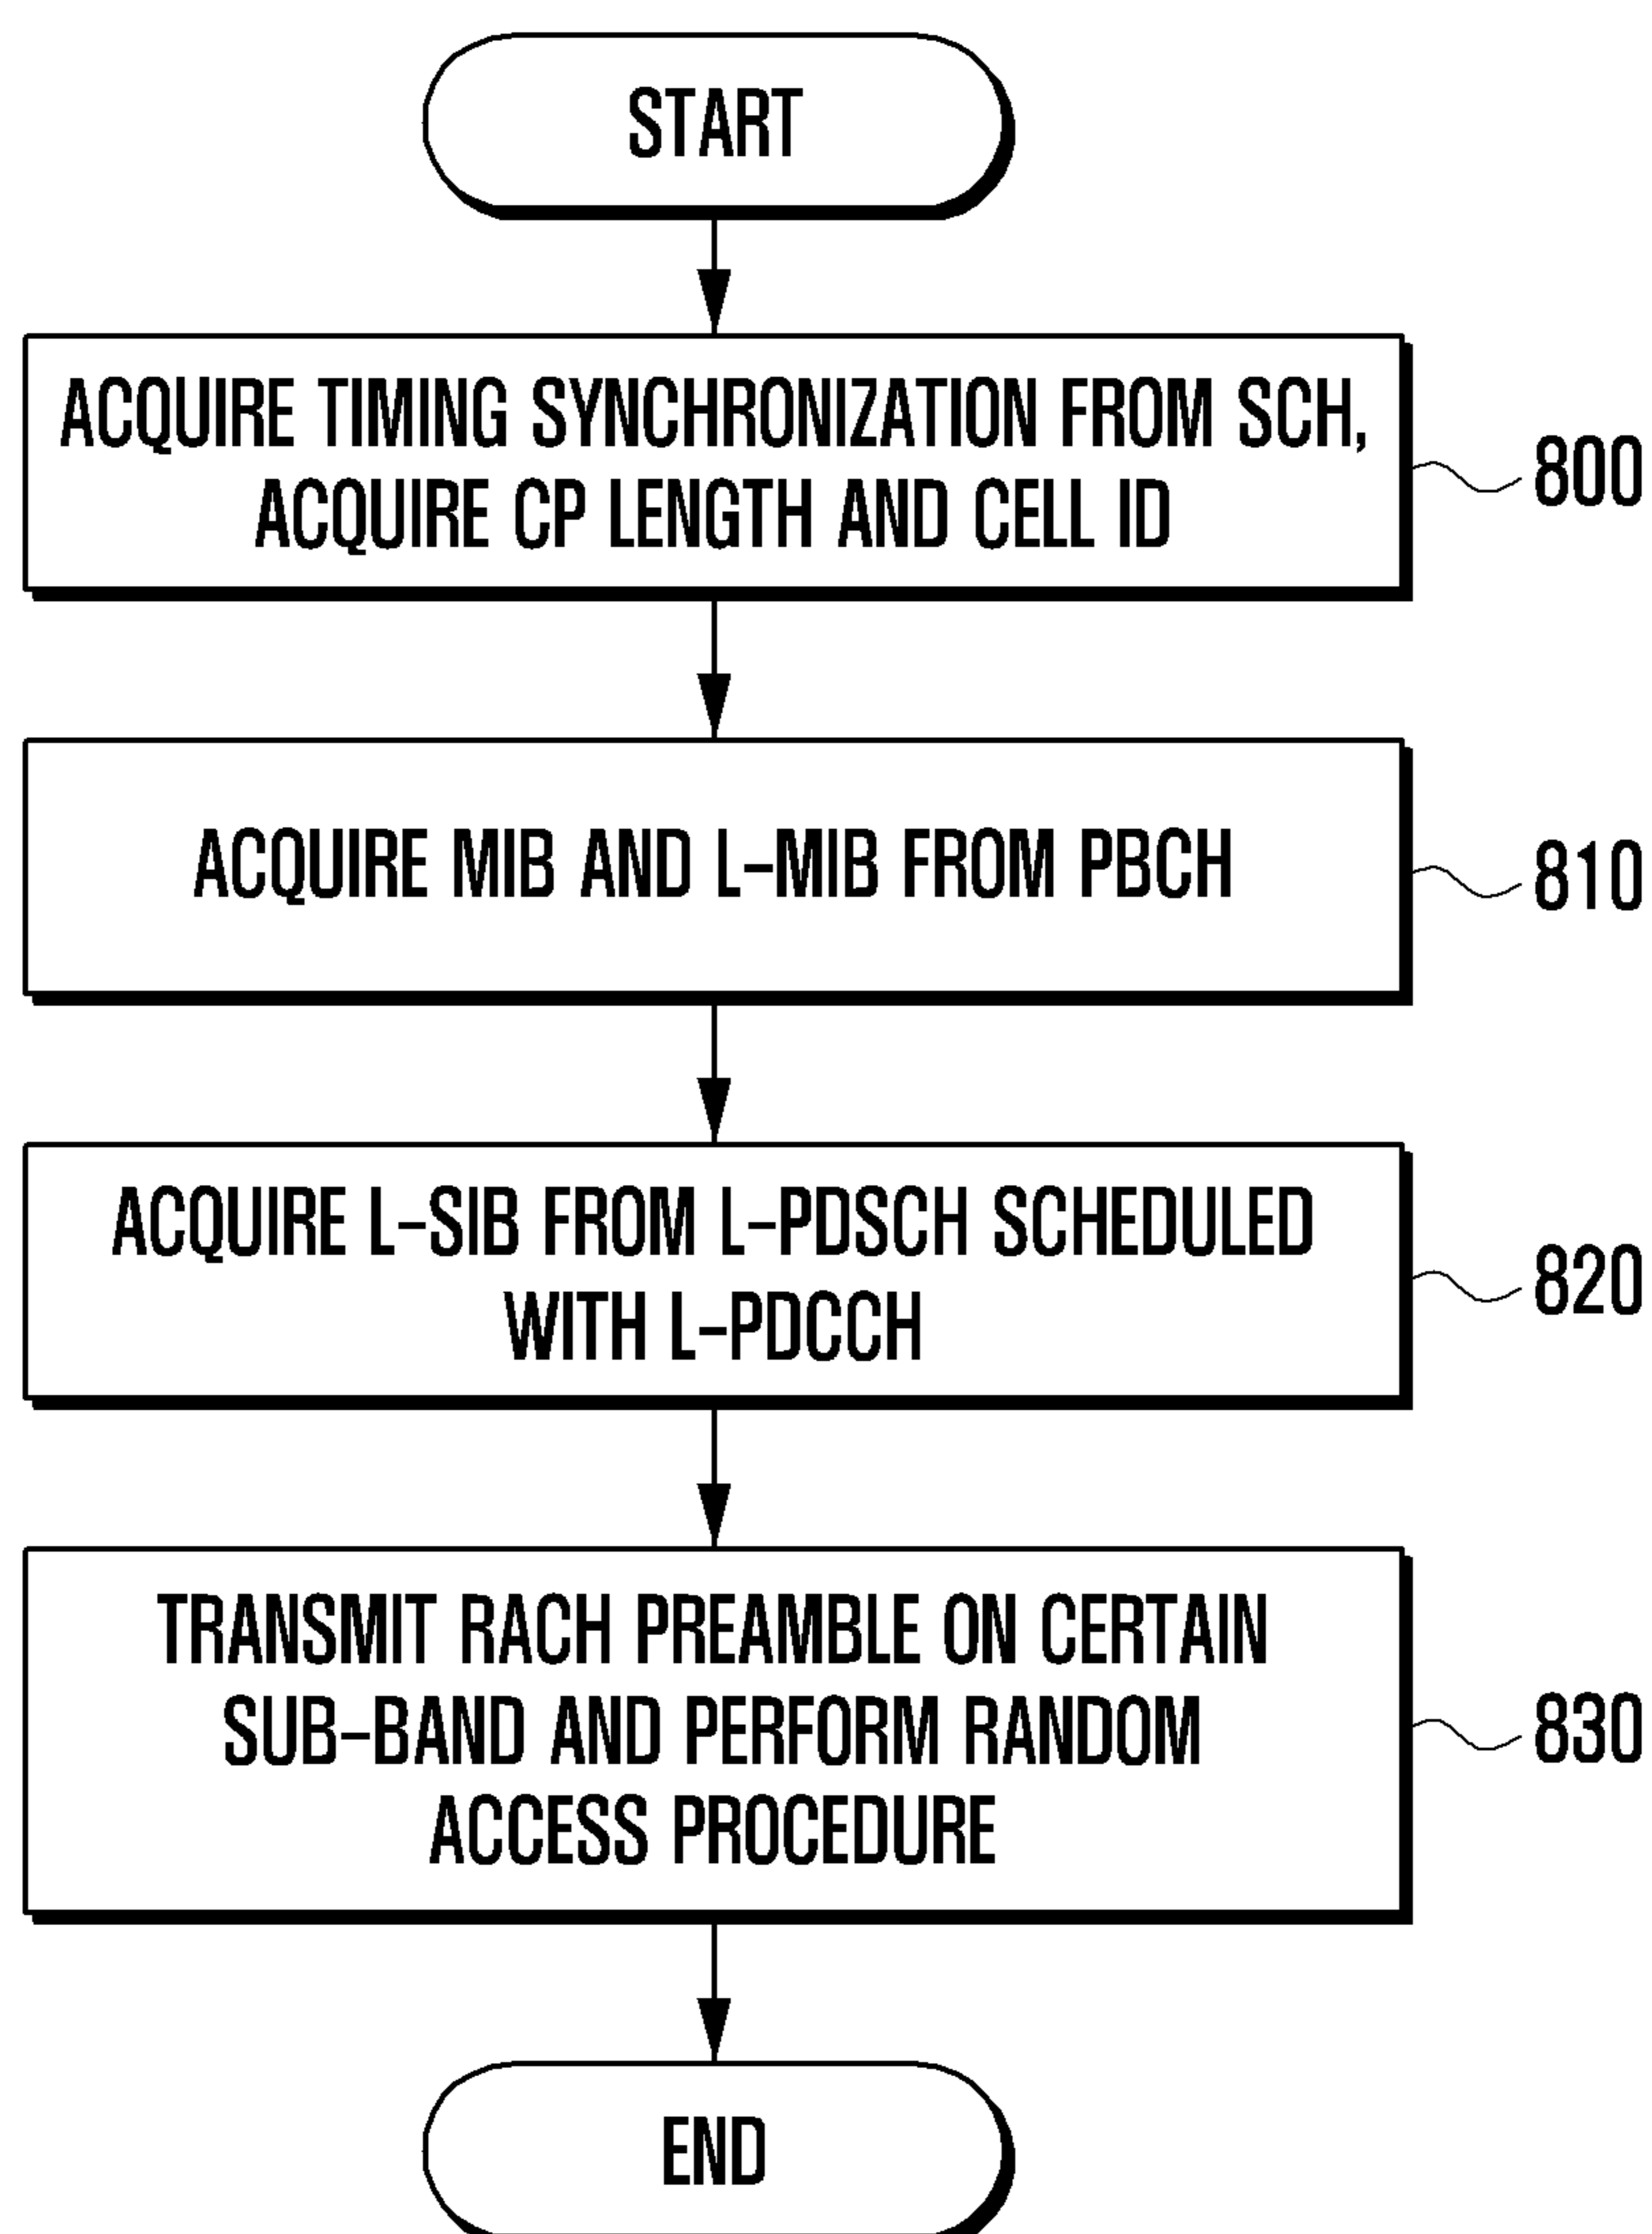 START
ACQUIRE TIMING SYNCHRONIZATION FROM SCH,
ACQUIRE CP LENGTH AND CELL ID
800
ACQUIRE MIB AND L-MIB FROM PBCH
810
ACQUIRE L-SIB FROM L-PDSCH SCHEDULED
WITH L-PDCCH
820
TRANSMIT RACH PREAMBLE ON CERTAIN
SUB-BAND AND PERFORM RANDOM
ACCESS PROCEDURE
830
END